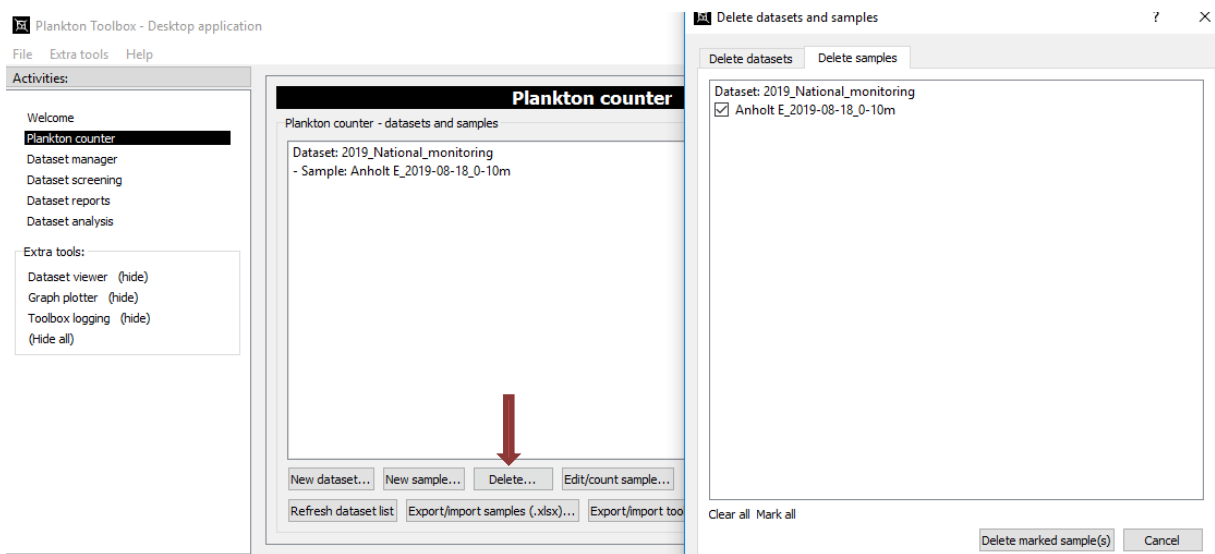 Plankton Toolbox - Desktop application
File Extra tools Help
Activities:
Welcome
Plankton counter
Dataset manager
Dataset screening
Dataset reports
Dataset analysis
Extra tools:
Dataset viewer (hide)
Graph plotter (hide)
Toolbox logging (hide)
(Hide all)
Plankton counter
Plankton counter - datasets and samples
Dataset: 2019_National_monitoring
- Sample: Anholt E_2019-08-18_0-10m
New dataset... New sample... Delete... Edit/count sample...
Refresh dataset list Export/import samples (.xlsx)... Export/import too
Delete datasets and samples ? ×
Delete datasets Delete samples
Dataset: 2019_National_monitoring
Anholt E_2019-08-18_0-10m
Clear all Mark all
Delete marked sample(s) Cancel